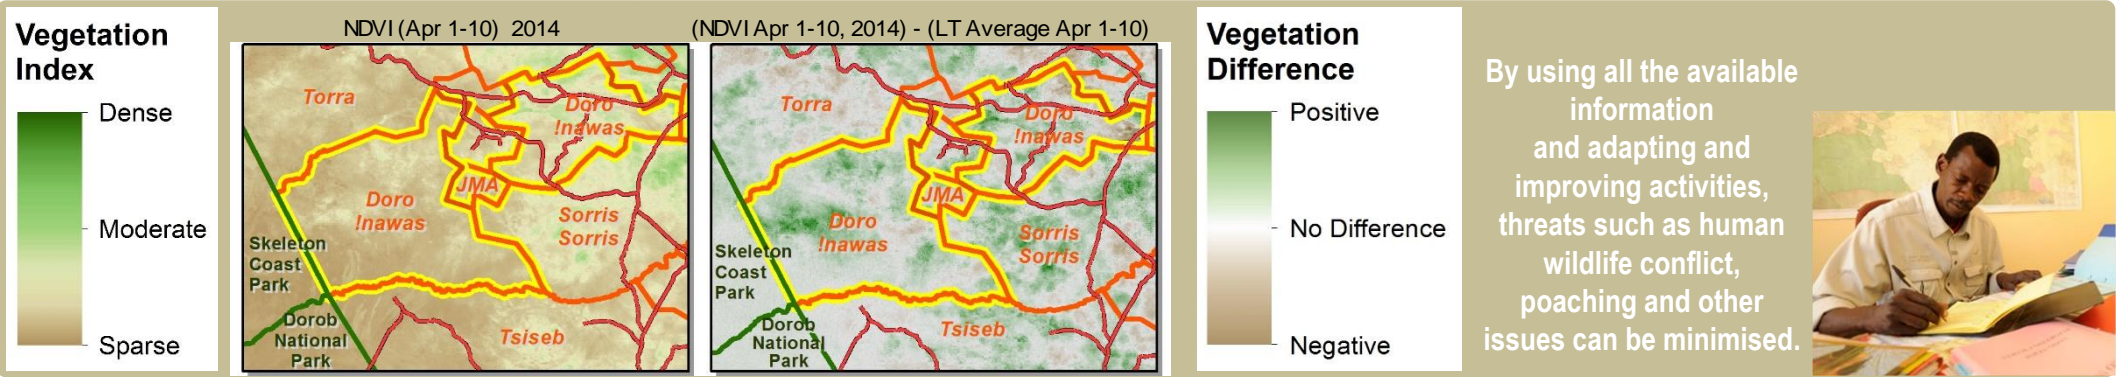 Vegetation
Index
Dense
Moderate
Sparse
NDVI (Apr 1-10) 2014
Torra
Doro
!nawas
JMA
Doro
!nawas
Sorris
Sorris
Skeleton
Coast
Park
Dorob
National
Park
Tsiseb
(NDVI Apr 1-10, 2014) - (LT Average Apr 1-10)
Torra
Doro
!nawas
JMA
Doro
!nawas
Sorris
Sorris
Skeleton
Coast
Park
Dorob
National
Park
Tsiseb
Vegetation
Difference
Positive
No Difference
Negative
By using all the available
information
and adapting and
improving activities,
threats such as human
wildlife conflict,
poaching and other
issues can be minimised.